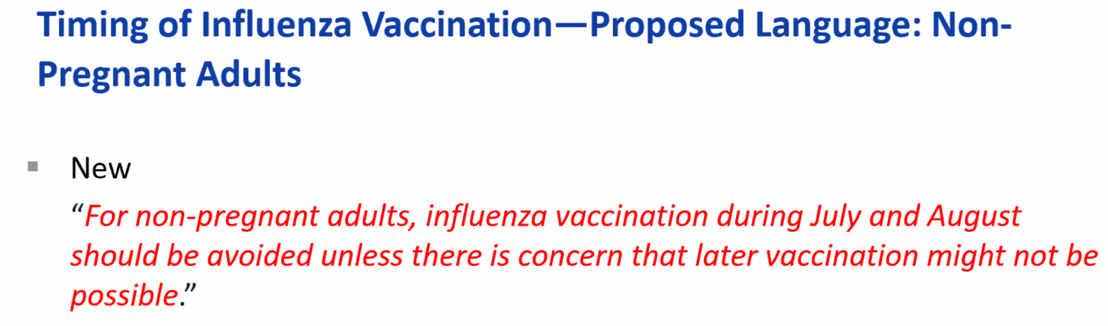 Timing of Influenza Vaccination—Proposed Language: Non-
Pregnant Adults
▪ New
“For non-pregnant adults, influenza vaccination during July and August
should be avoided unless there is concern that later vaccination might not be
possible.”